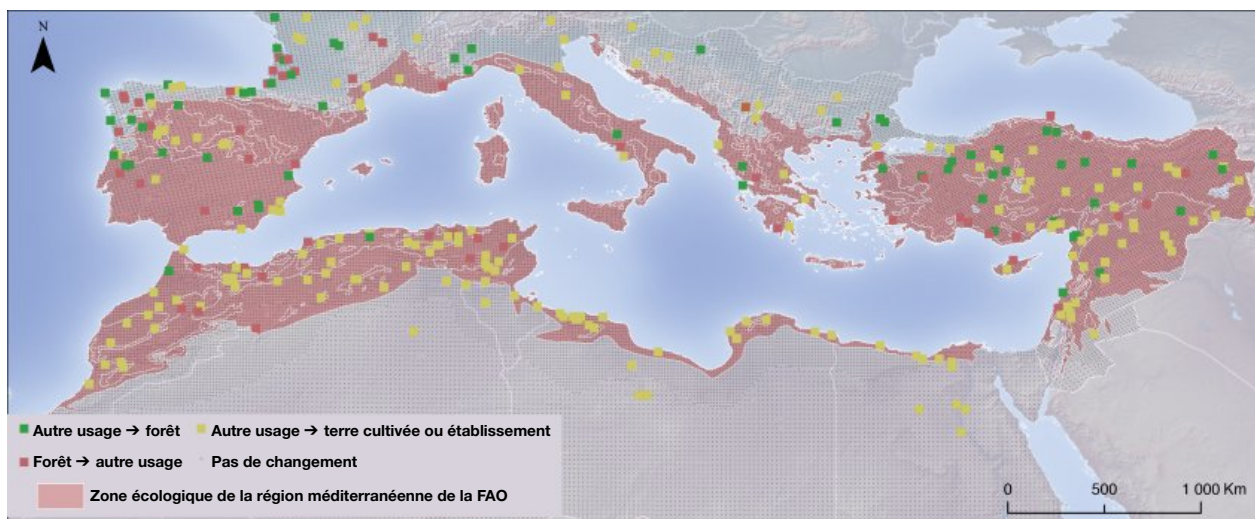 N
Autre usage → forêt Autre usage → terre cultivée ou établissement
Forêt → autre usage Pas de changement
Zone écologique de la région méditerranéenne de la FAO
0 500 1 000 Km